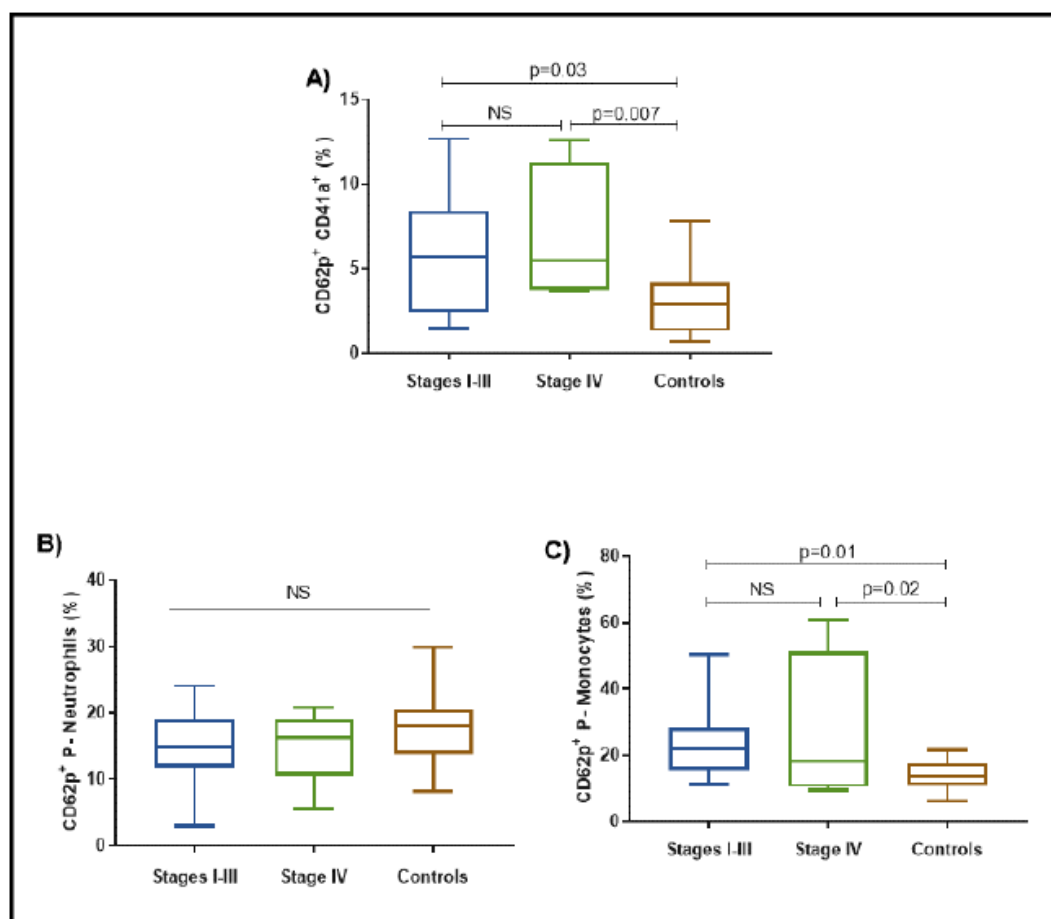 A)
p=0.03
NS
p=0.007
CD62p⁺ CD41a⁺ (%)
15
10
5
0
Stages I-III
Stage IV
Controls
B)
NS
CD62p⁺ P- Neutrophils (%)
40
30
20
10
0
Stages I-III
Stage IV
Controls
C)
p=0.01
NS
p=0.02
CD62p⁺ P- Monocytes (%)
80
60
40
20
0
Stages I-III
Stage IV
Controls